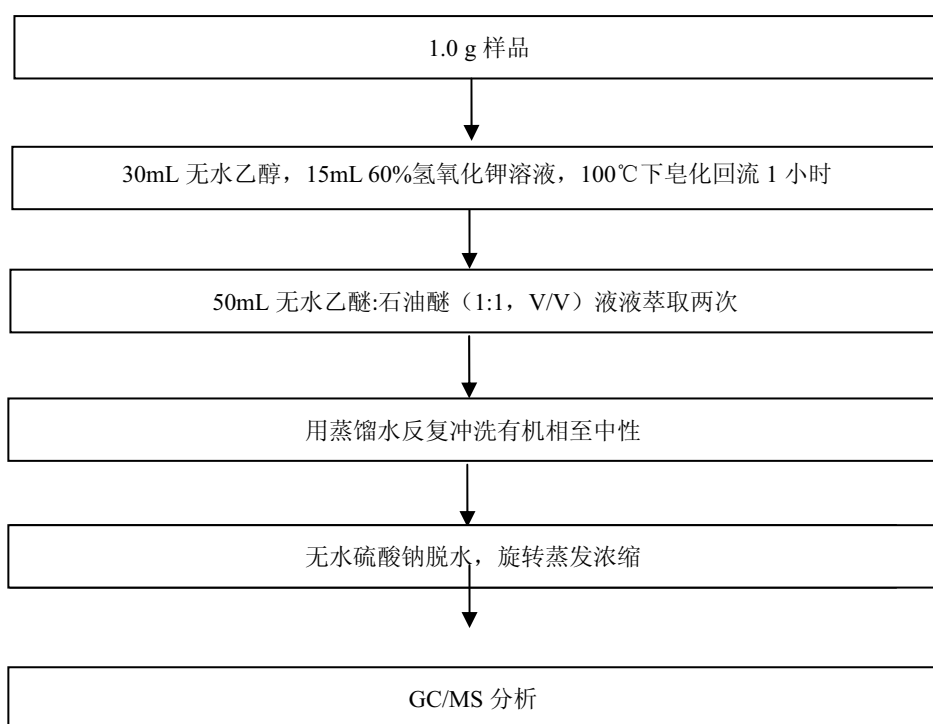 1.0 g 样品
30mL 无水乙醇，15mL 60%氢氧化钾溶液，100℃下皂化回流 1 小时
50mL 无水乙醚:石油醚（1:1，V/V）液液萃取两次
用蒸馏水反复冲洗有机相至中性
无水硫酸钠脱水，旋转蒸发浓缩
GC/MS 分析